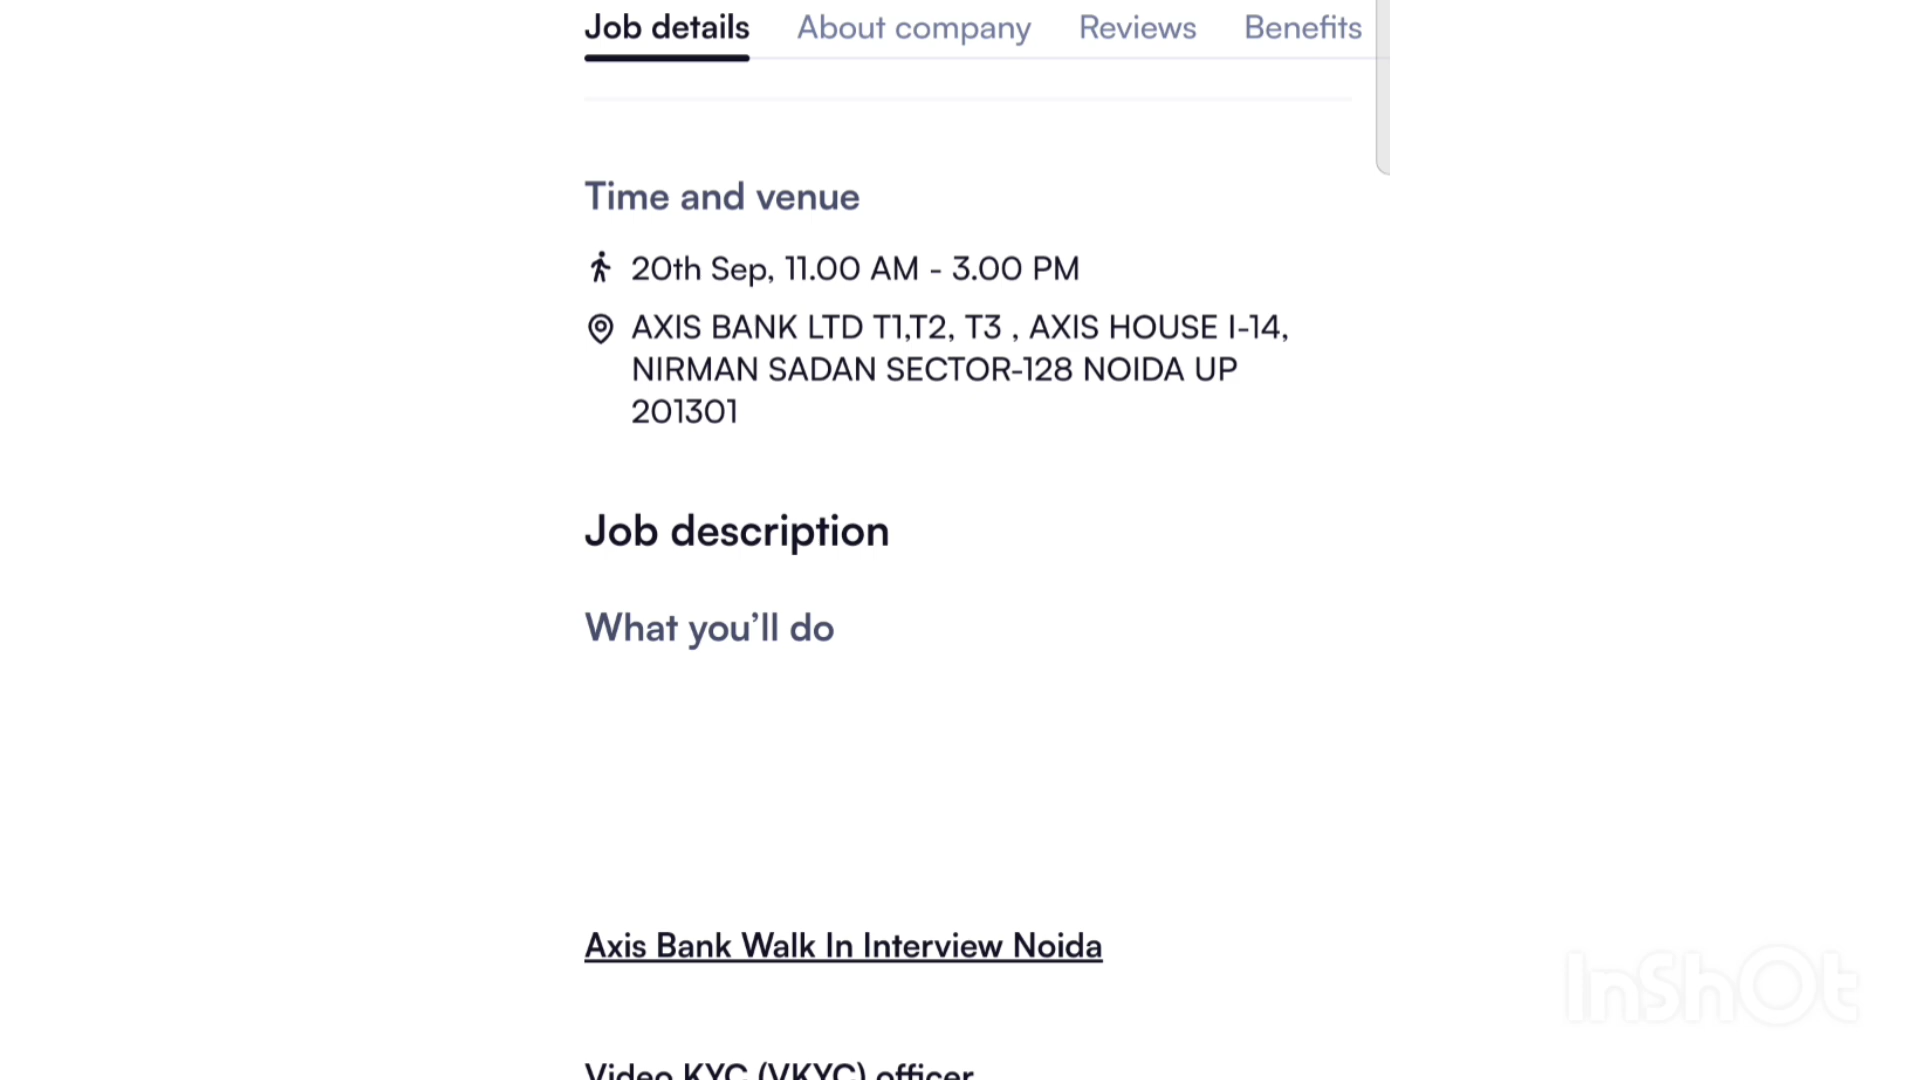 Job details About company Reviews Benefits
Time and venue
20th Sep, 11.00 AM - 3.00 PM
AXIS BANK LTD T1,T2, T3 , AXIS HOUSE I-14,
NIRMAN SADAN SECTOR-128 NOIDA UP
201301
Job description
What you’ll do
Axis Bank Walk In Interview Noida
InShOt
Video KYC (VKYC) officer